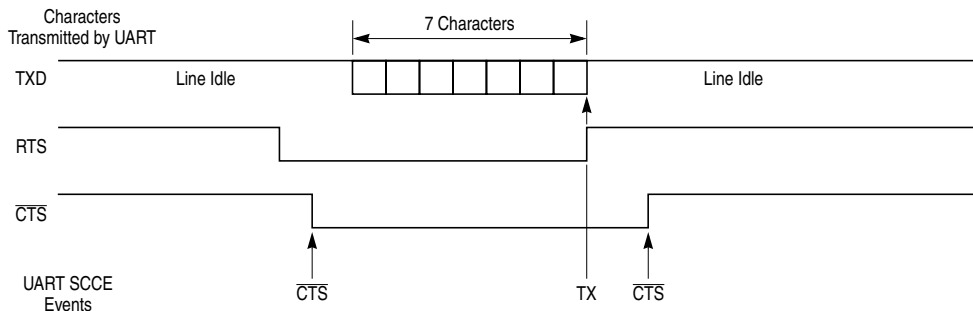 Characters
Transmitted by UART
7 Characters
TXD
Line Idle
Line Idle
RTS
CTS
UART SCCE
Events
CTS
TX
CTS